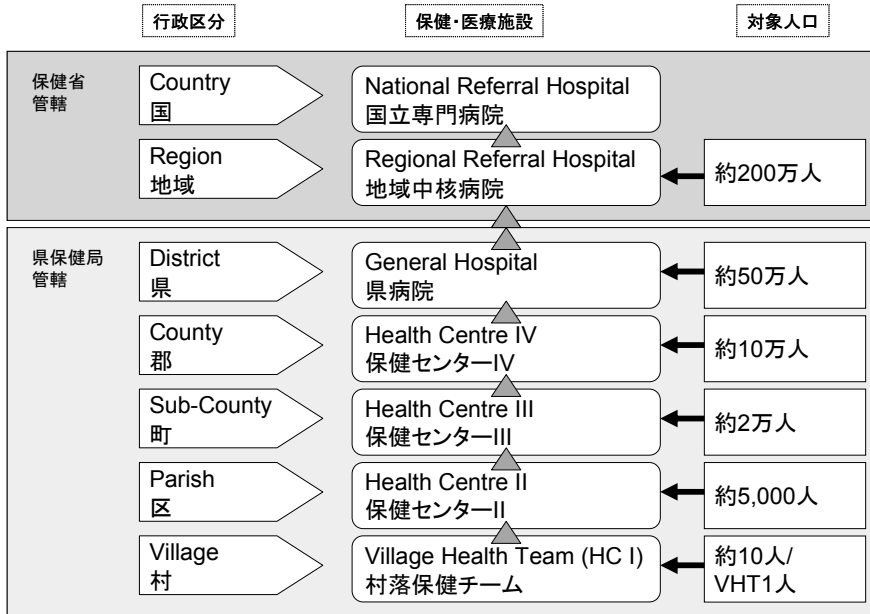 行政区分
保健・医療施設
対象人口
保健省
管轄
Country
国
National Referral Hospital
国立専門病院
Region
地域
Regional Referral Hospital
地域中核病院
約200万人
県保健局
管轄
District
県
General Hospital
県病院
約50万人
County
郡
Health Centre IV
保健センターIV
約10万人
Sub-County
町
Health Centre III
保健センターIII
約2万人
Parish
区
Health Centre II
保健センターII
約5,000人
Village
村
Village Health Team (HC I)
村落保健チーム
約10人/
VHT1人